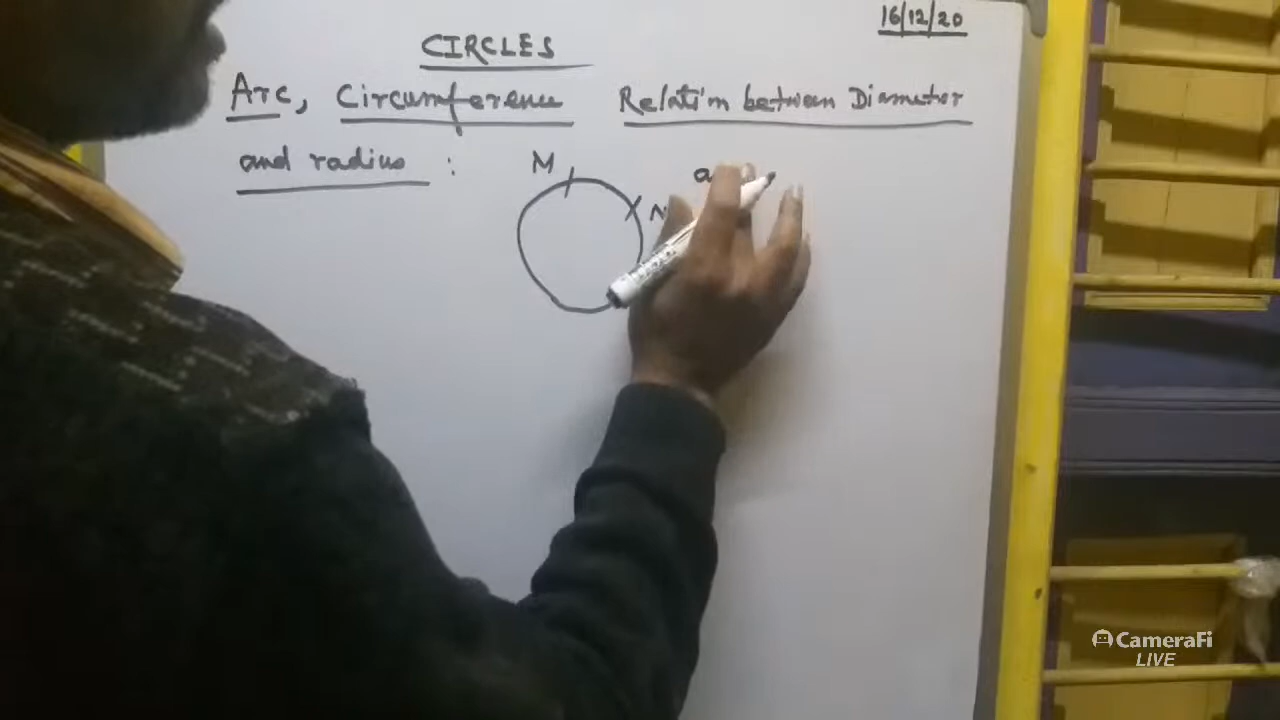 16/12/20
CIRCLES
Arc, Circumference Relation between Diameter
and radius :
M
N
a
CameraFi
LIVE